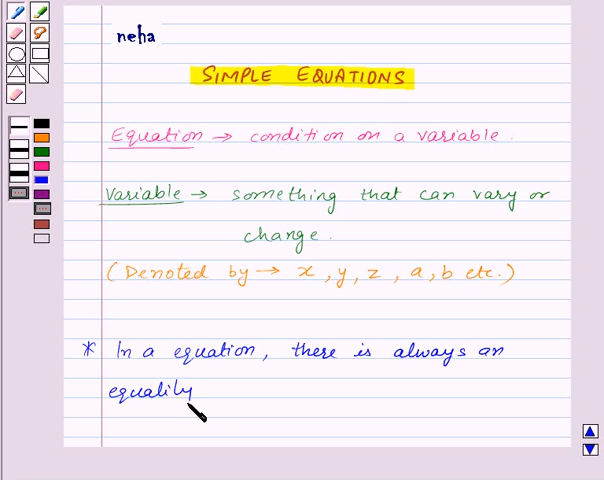 neha
SIMPLE EQUATIONS
Equation → condition on a variable.
Variable → something that can vary or
change.
(Denoted by → x, y, z, a, b etc.)
* In a equation, there is always an
equality